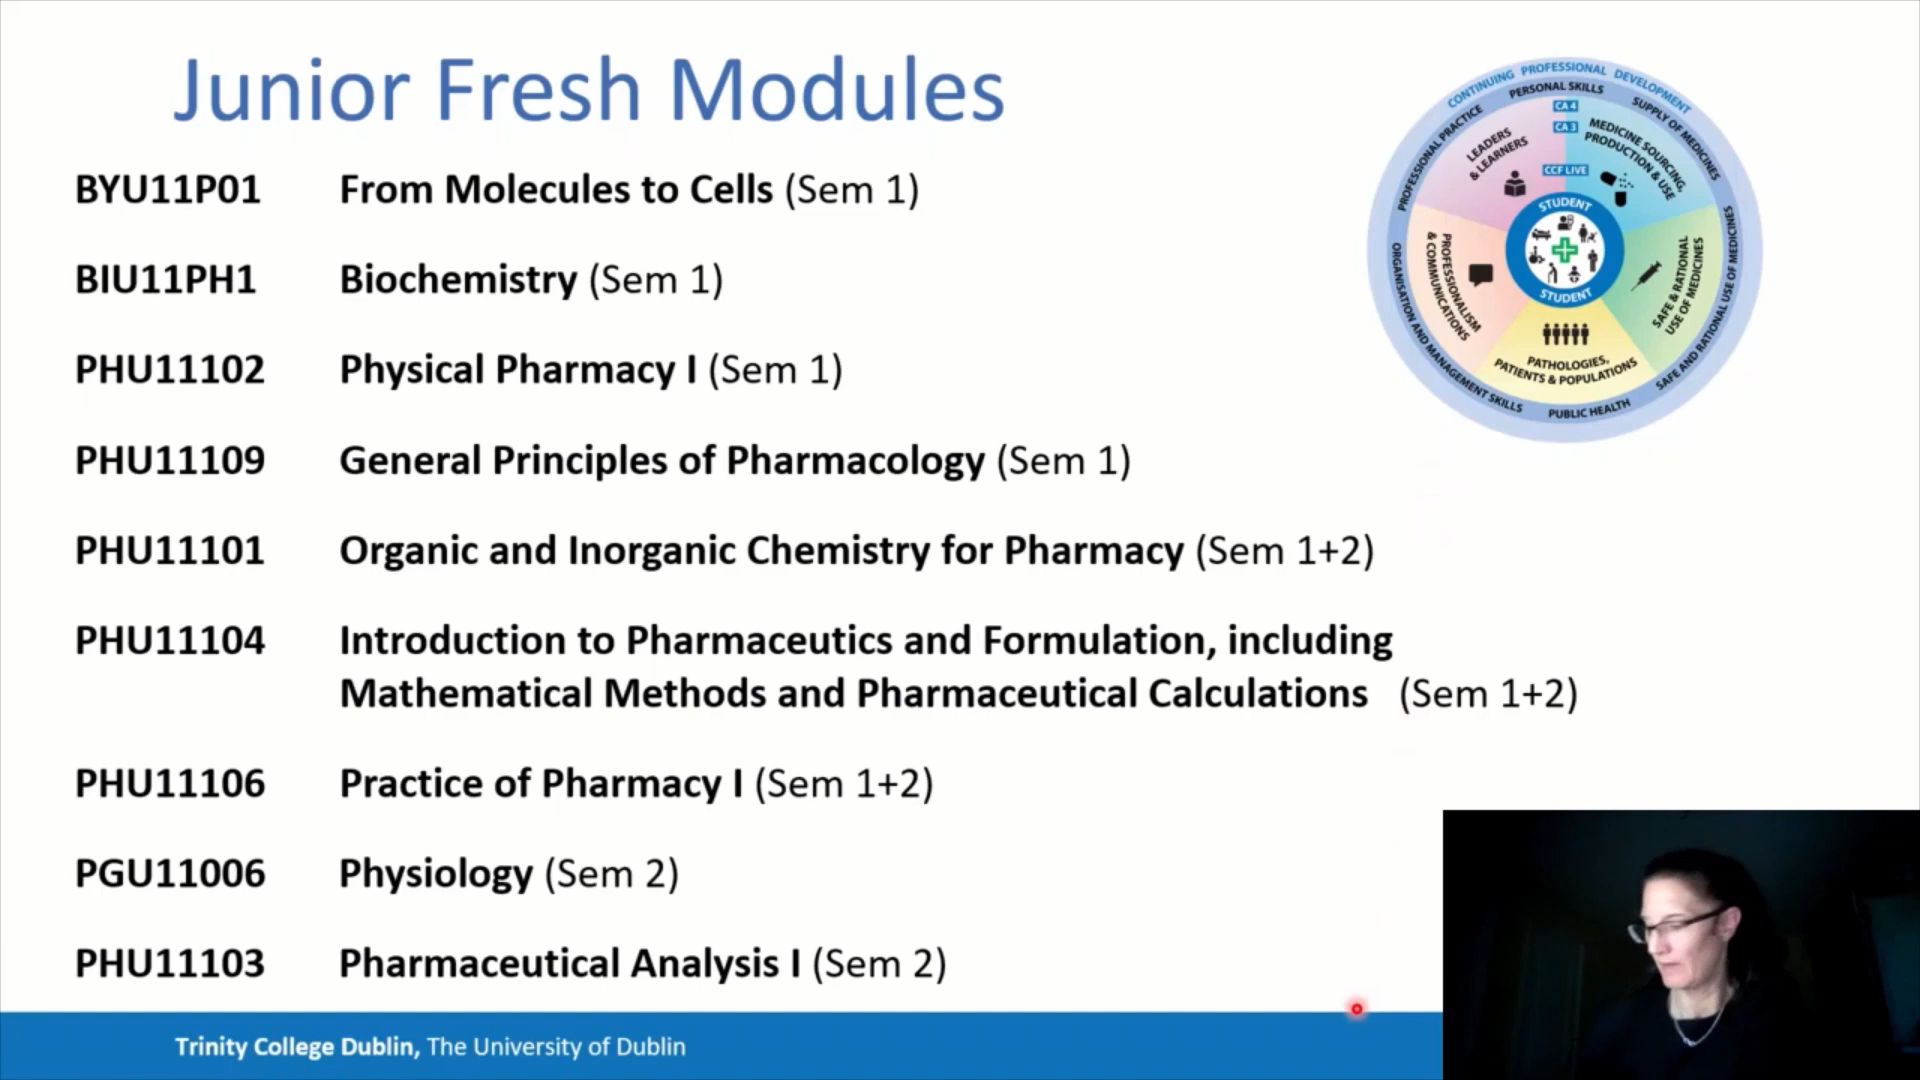 Junior Fresh Modules
BYU11P01 From Molecules to Cells (Sem 1)
BIU11PH1 Biochemistry (Sem 1)
PHU11102 Physical Pharmacy I (Sem 1)
PHU11109 General Principles of Pharmacology (Sem 1)
PHU11101 Organic and Inorganic Chemistry for Pharmacy (Sem 1+2)
PHU11104 Introduction to Pharmaceutics and Formulation, including
Mathematical Methods and Pharmaceutical Calculations (Sem 1+2)
PHU11106 Practice of Pharmacy I (Sem 1+2)
PGU11006 Physiology (Sem 2)
PHU11103 Pharmaceutical Analysis I (Sem 2)
CONTINUING PROFESSIONAL DEVELOPMENT
PERSONAL SKILLS
SUPPLY OF MEDICINES
SAFE AND RATIONAL USE OF MEDICINES
PUBLIC HEALTH
ORGANISATION AND MANAGEMENT SKILLS
PROFESSIONAL PRACTICE
CA 4
CA 3
CCF LIVE
LEADERS
& LEARNERS
MEDICINE SOURCING,
PRODUCTION & USE
SAFE & RATIONAL
USE OF MEDICINES
PATHOLOGIES,
PATIENTS & POPULATIONS
PROFESSIONALISM
& COMMUNICATIONS
STUDENT
STUDENT
Trinity College Dublin, The University of Dublin